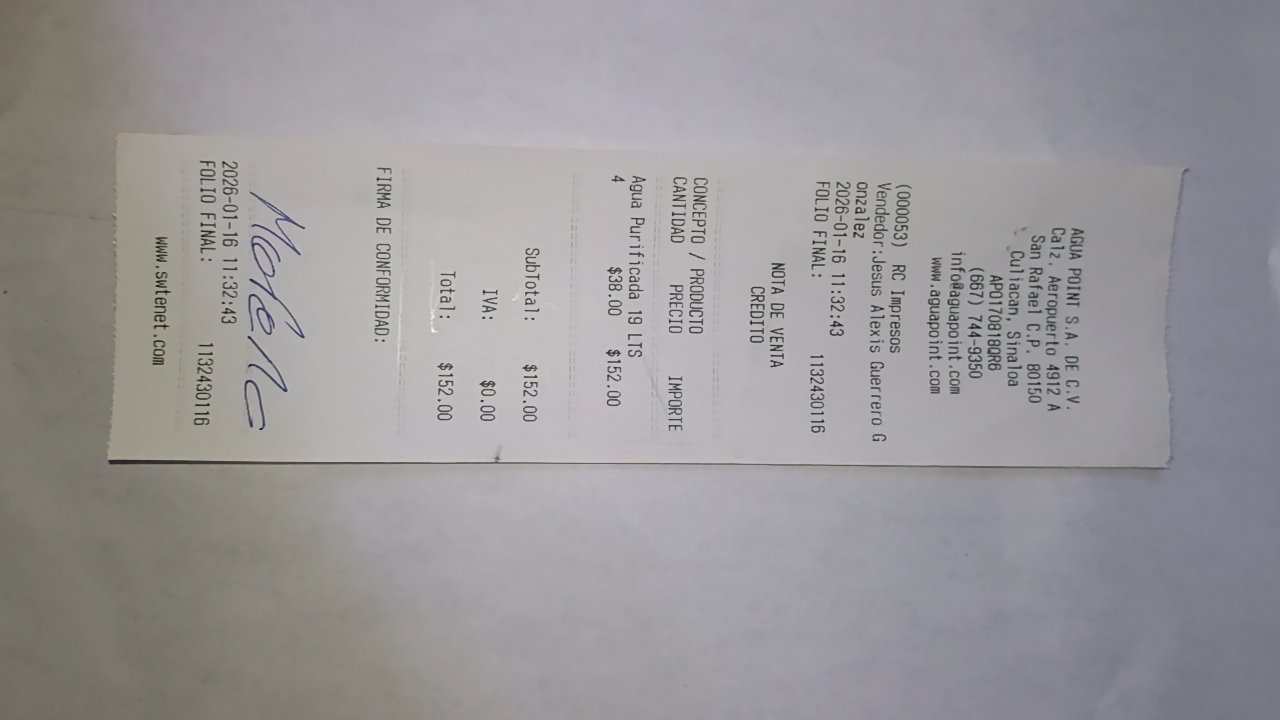 AGUA POINT S.A. DE C.V.
Calz. Aeropuerto 4912 A
San Rafael C.P. 80150
Culiacan, Sinaloa
APO170818QR6
(667) 744-9350
info@aguapoint.com
www.aguapoint.com
(000053) RC Impresos
Vendedor:Jesus Alexis Guerrero G
onzalez
2026-01-16 11:32:43
FOLIO FINAL: 1132430116
NOTA DE VENTA
CREDITO
CONCEPTO / PRODUCTO
CANTIDAD PRECIO IMPORTE
Agua Purificada 19 LTS
4 $38.00 $152.00
SubTotal: $152.00
IVA: $0.00
Total: $152.00
FIRMA DE CONFORMIDAD:
2026-01-16 11:32:43
FOLIO FINAL: 1132430116
www.swtenet.com